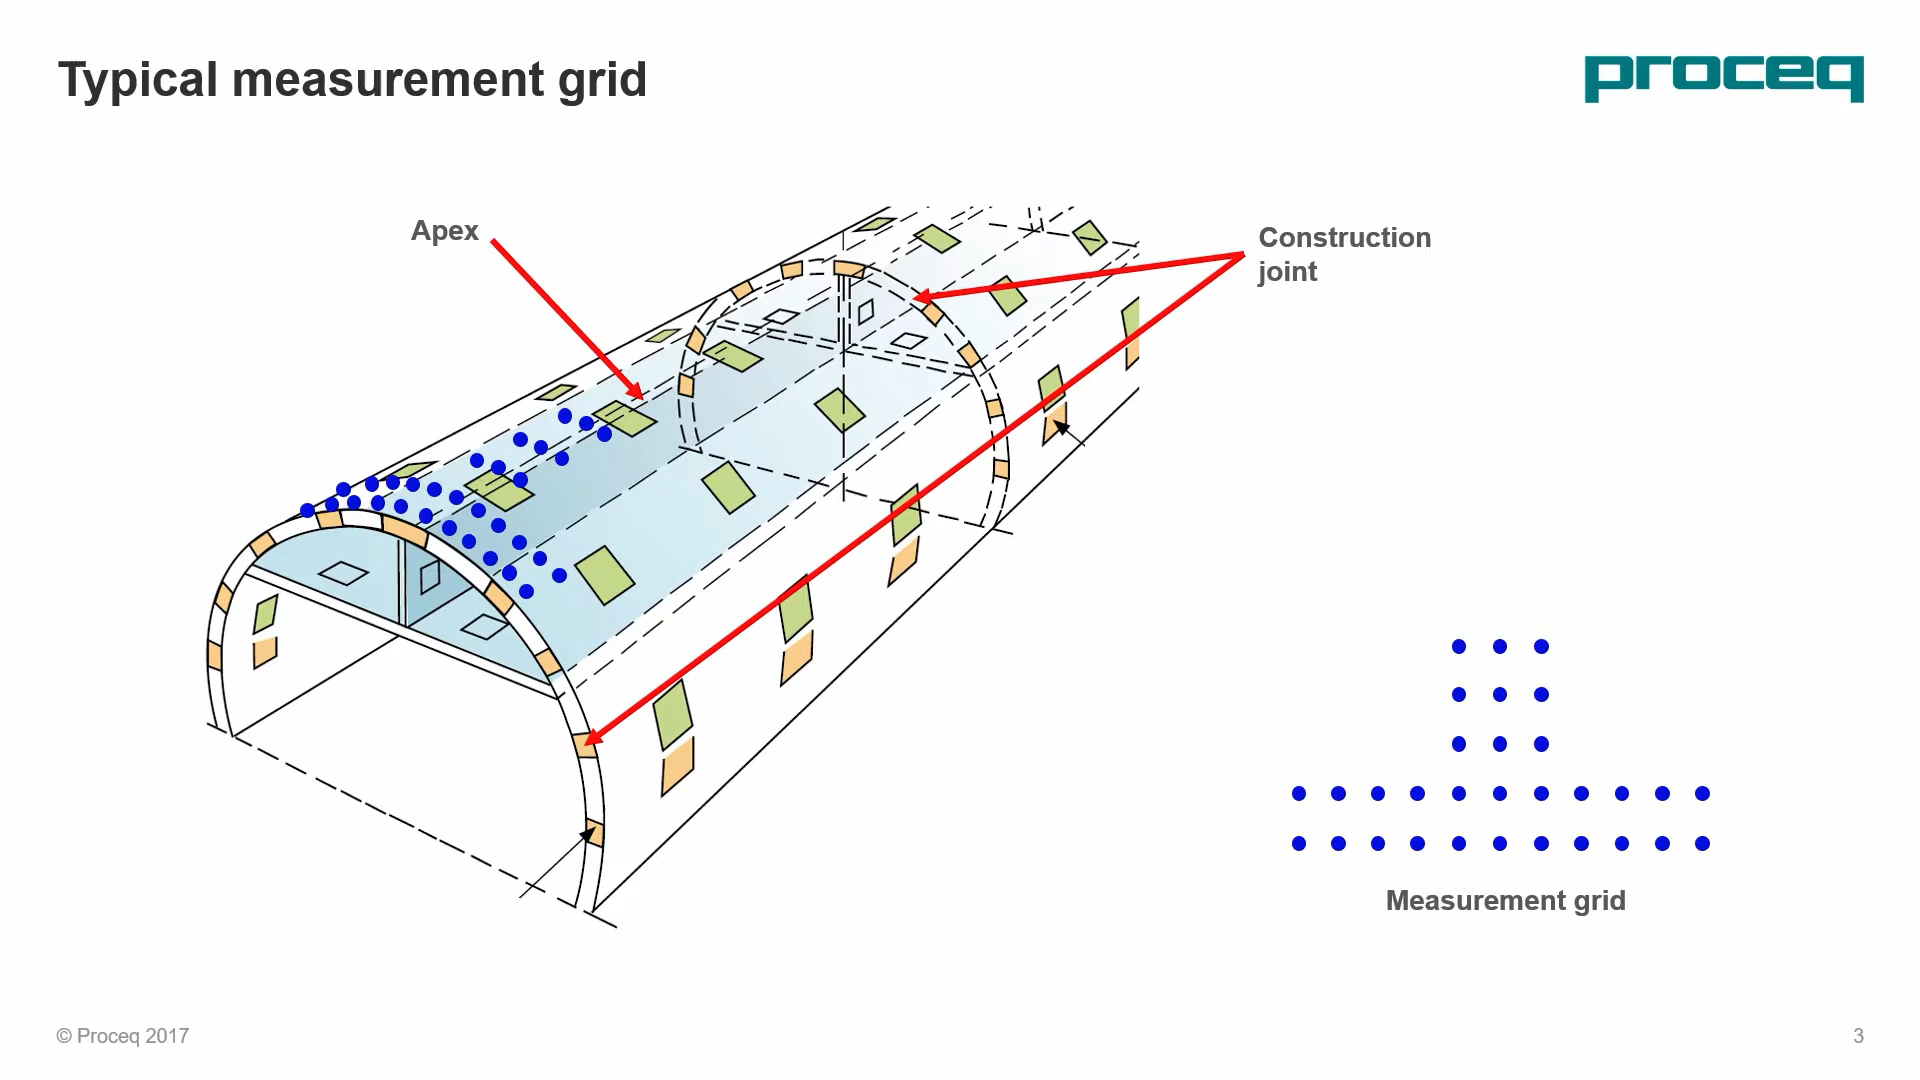 Typical measurement grid
proceq
Apex
Construction
joint
Measurement grid
© Proceq 2017
3